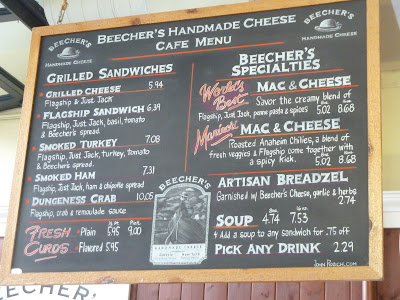 BEECHER'S
HANDMADE CHEESE
BEECHER'S HANDMADE CHEESE
CAFE MENU
BEECHER'S
HANDMADE CHEESE
GRILLED SANDWICHES
GRILLED CHEESE 5.94
Flagship & Just Jack
FLAGSHIP SANDWICH 6.39
Flagship, Just Jack, basil, tomato
& Beecher's spread.
SMOKED TURKEY 7.08
Flagship, Just Jack, turkey, tomato
& Beecher's spread.
SMOKED HAM 7.31
Flagship, Just Jack, ham & chipotle spread
DUNGENESS CRAB 10.05
Flagship, crab & remoulade sauce
FRESH CURDS
Plain 5.95 9.00
Flavored 5.95
BEECHER'S
HANDMADE CHEESE
BEECHER'S
SPECIALTIES
World's Best MAC & CHEESE
Savor the creamy blend of
Flagship, Just Jack, penne pasta & spices 5.02 8.68
Mariachi MAC & CHEESE
Roasted Anaheim Chilies, a blend of
fresh veggies & Flagship come together with
a spicy kick. 5.02 8.68
ARTISAN BREADZEL
Garnished w/ Beecher's Cheese, garlic & herbs
2.74
SOUP 4.74 7.53
Add a soup to any sandwich for .75 off
PICK ANY DRINK 2.29
BEECHER'